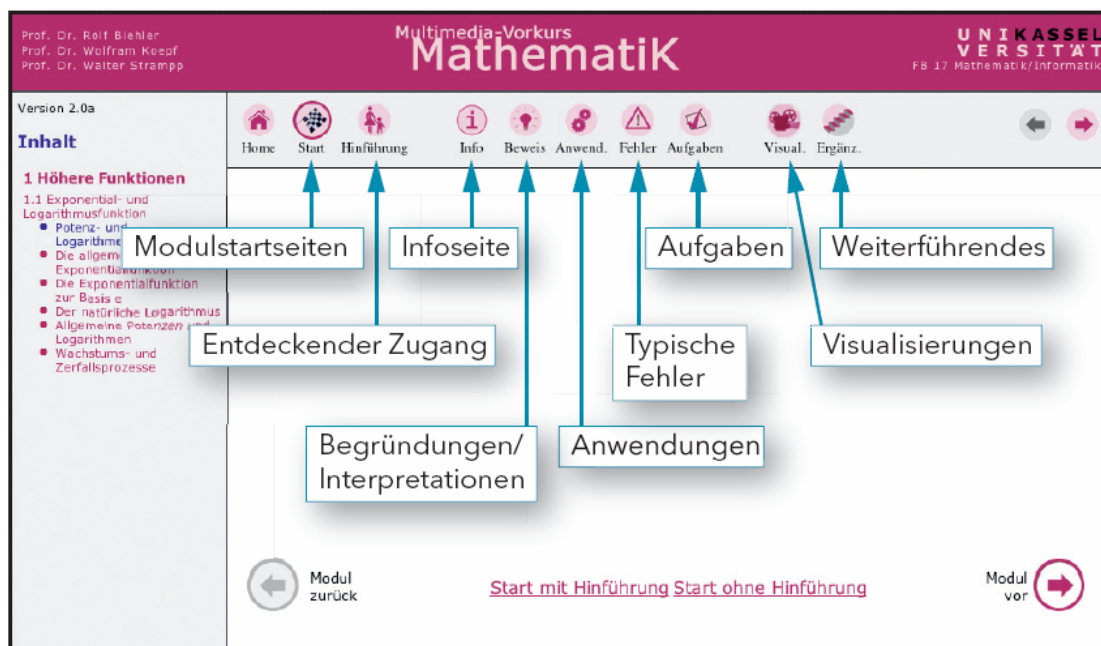 Prof. Dr. Rolf Biehler
Prof. Dr. Wolfram Koepf
Prof. Dr. Walter Strampp
Multimedia-Vorkurs
MathematiK
UNIKASSEL
VERSITÄT
FB 17 Mathematik/Informatik
Version 2.0a
Inhalt
1 Höhere Funktionen
1.1 Exponential- und
Logarithmusfunktion
Potenz- und
Logarithme
Die allgem
Exponentialfunktion
Die Exponentialfunktion
zur Basis e
Der natürliche Logarithmus
Allgemeine Potenzen und
Logarithmen
Wachstums- und
Zerfallsprozesse
Home Start Hinführung Info Beweis Anwend. Fehler Aufgaben Visual. Ergänz.
Modulstartseiten Infoseite Aufgaben Weiterführendes
Entdeckender Zugang
Typische
Fehler
Visualisierungen
Begründungen/
Interpretationen
Anwendungen
Modul
zurück
Start mit Hinführung Start ohne Hinführung
Modul
vor